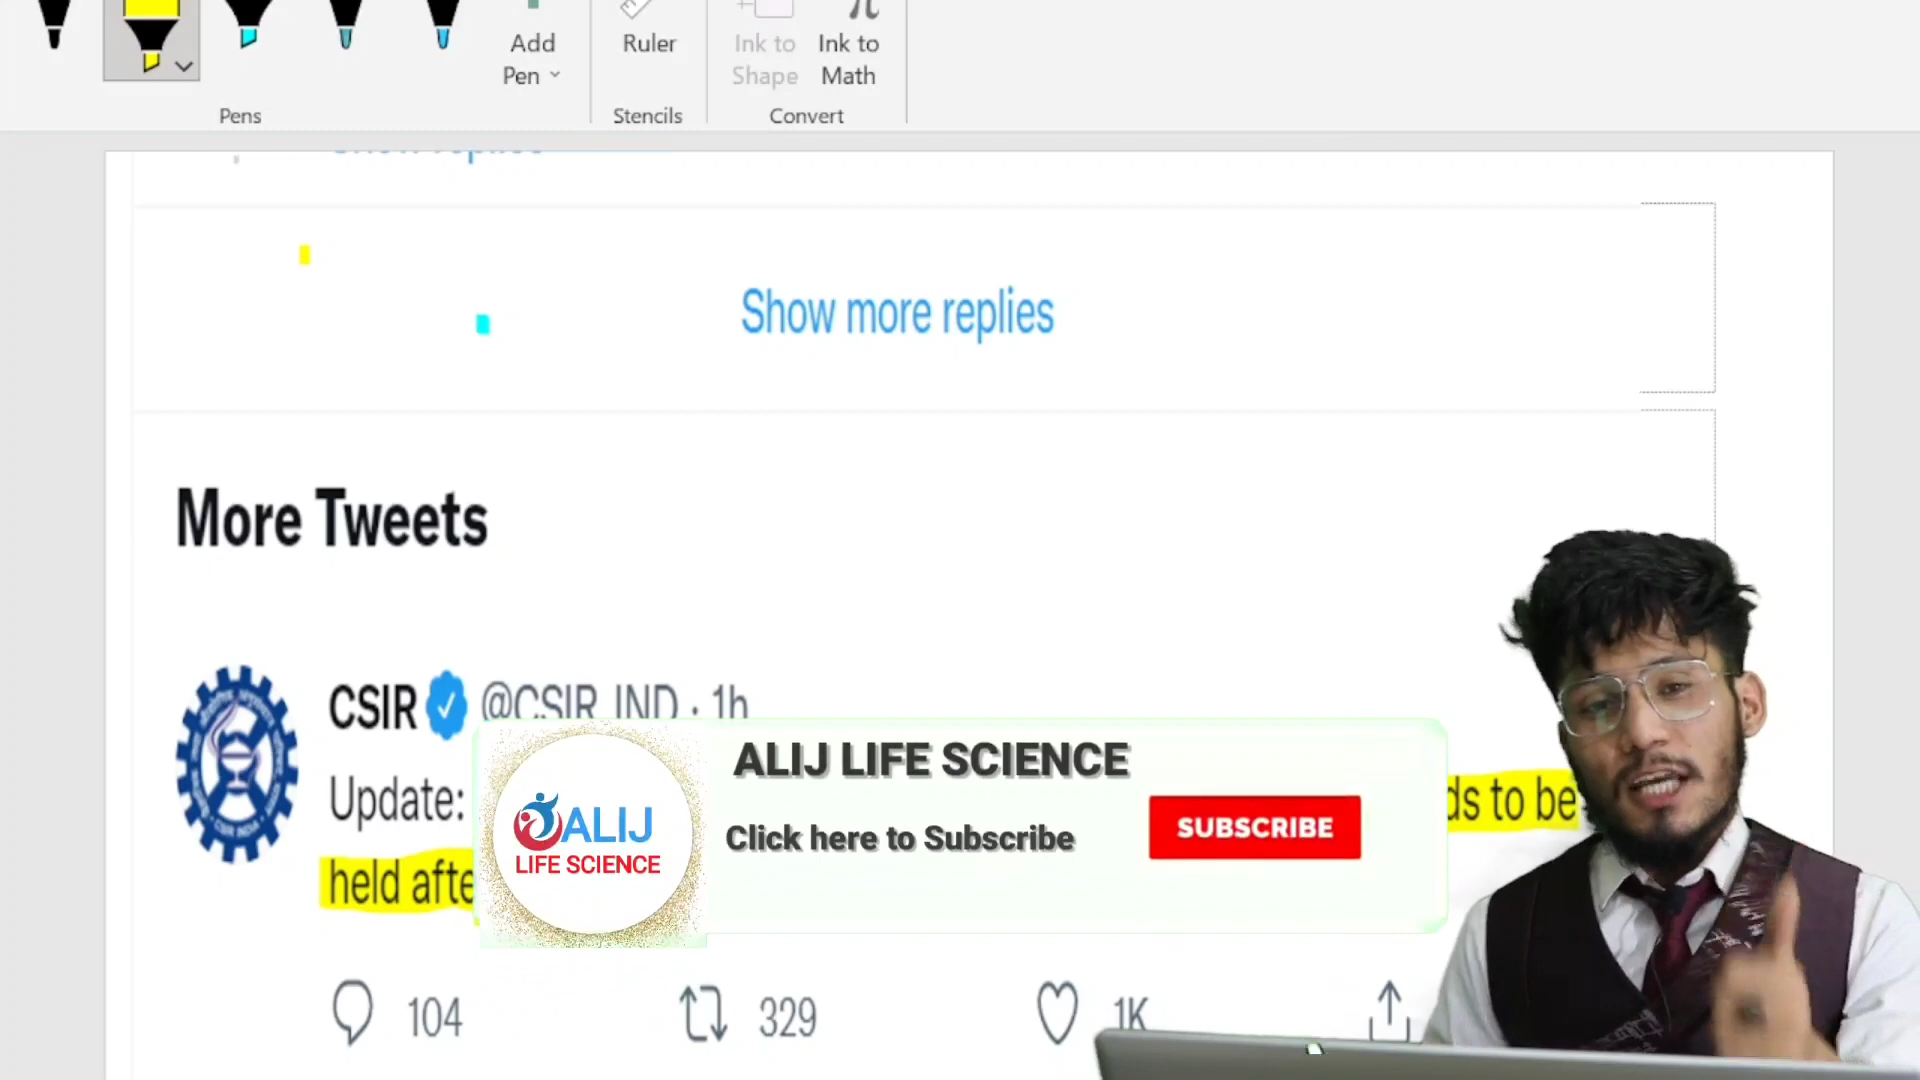 Add
Pen
Ruler
Ink to
Shape
Ink to
Math
Pens
Stencils
Convert
Show replies
Show more replies
More Tweets
CSIR @CSIR_IND · 1h
Update:
ds to be
held afte
ALIJ LIFE SCIENCE
Click here to Subscribe
SUBSCRIBE
ALIJ
LIFE SCIENCE
104
329
1K